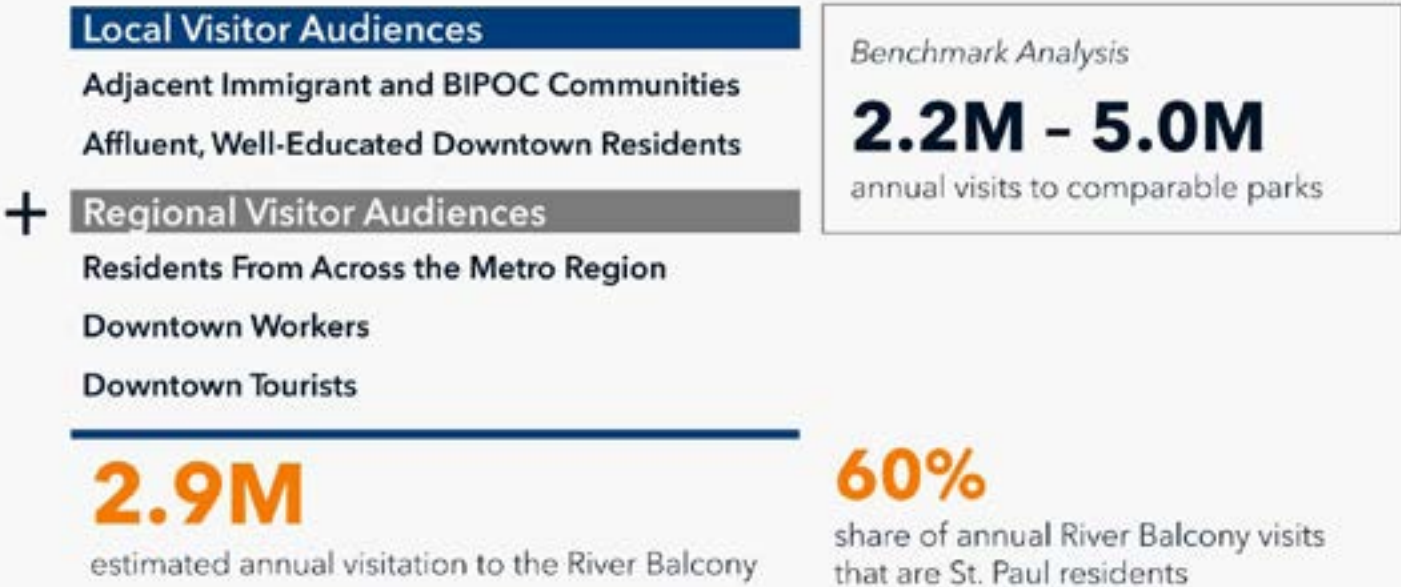 Local Visitor Audiences
Adjacent Immigrant and BIPOC Communities
Affluent, Well-Educated Downtown Residents
+ Regional Visitor Audiences
Residents From Across the Metro Region
Downtown Workers
Downtown Tourists
2.9M
estimated annual visitation to the River Balcony
Benchmark Analysis
2.2M – 5.0M
annual visits to comparable parks
60%
share of annual River Balcony visits
that are St. Paul residents